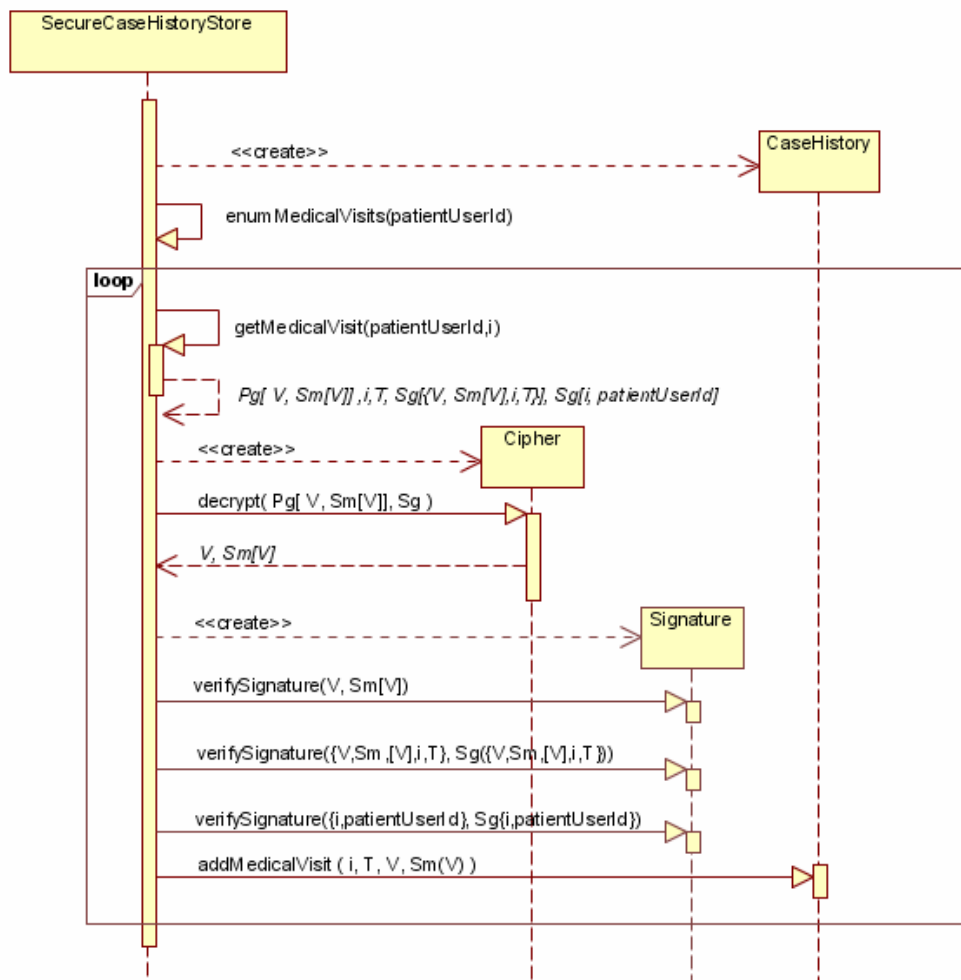 SecureCaseHistoryStore
<<create>>
CaseHistory
enumMedicalVisits(patientUserId)
loop
getMedicalVisit(patientUserId,i)
Pg[ V, Sm[V]] ,i,T, Sg[{V, Sm[V],i,T}], Sg[i, patientUserId]
Cipher
<<create>>
decrypt( Pg[ V, Sm[V]], Sg )
V, Sm[V]
<<create>>
Signature
verifySignature(V, Sm[V])
verifySignature({V,Sm,[V],i,T}, Sg({V,Sm,[V],i,T}))
verifySignature({i,patientUserId}, Sg{i,patientUserId})
addMedicalVisit ( i, T, V, Sm(V) )